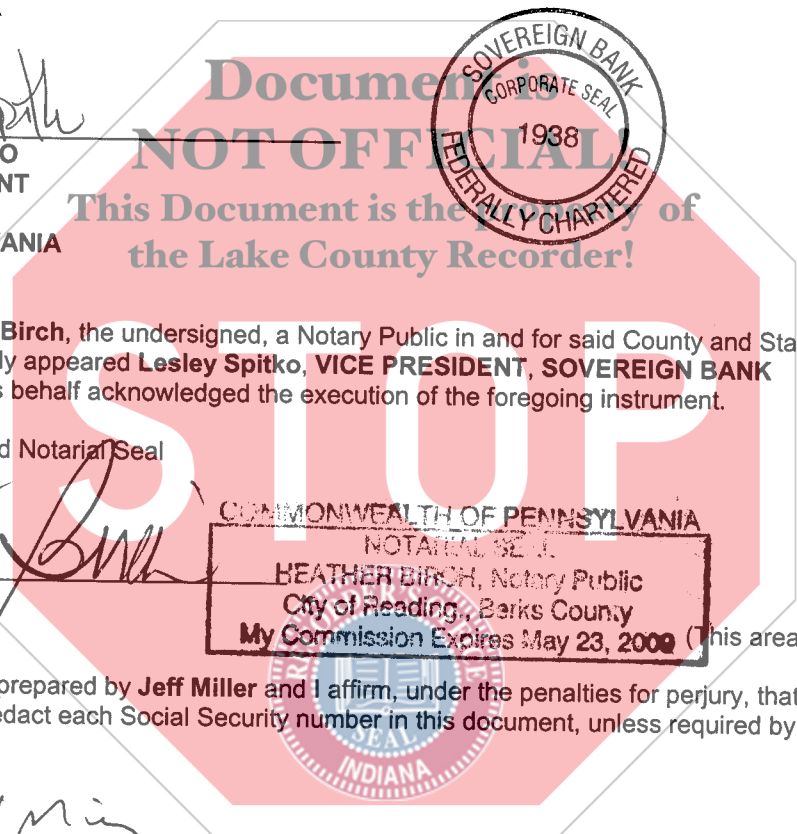 SOVEREIGN BANK
CORPORATE SEAL
1938
FEDERALLY CHARTERED
Document is
NOT OFFICIAL!
This Document is the property of
the Lake County Recorder!
STOP
O
NT
ANIA
Birch, the undersigned, a Notary Public in and for said County and Sta
ly appeared Lesley Spitko, VICE PRESIDENT, SOVEREIGN BANK
s behalf acknowledged the execution of the foregoing instrument.
d Notarial Seal
COMMONWEALTH OF PENNSYLVANIA
NOTARIAL SEAL
HEATHER BIRCH, Notary Public
City of Reading., Berks County
My Commission Expires May 23, 2009 (This area
prepared by Jeff Miller and I affirm, under the penalties for perjury, that
edact each Social Security number in this document, unless required by
RECORDER'S OFFICE
SEAL
INDIANA